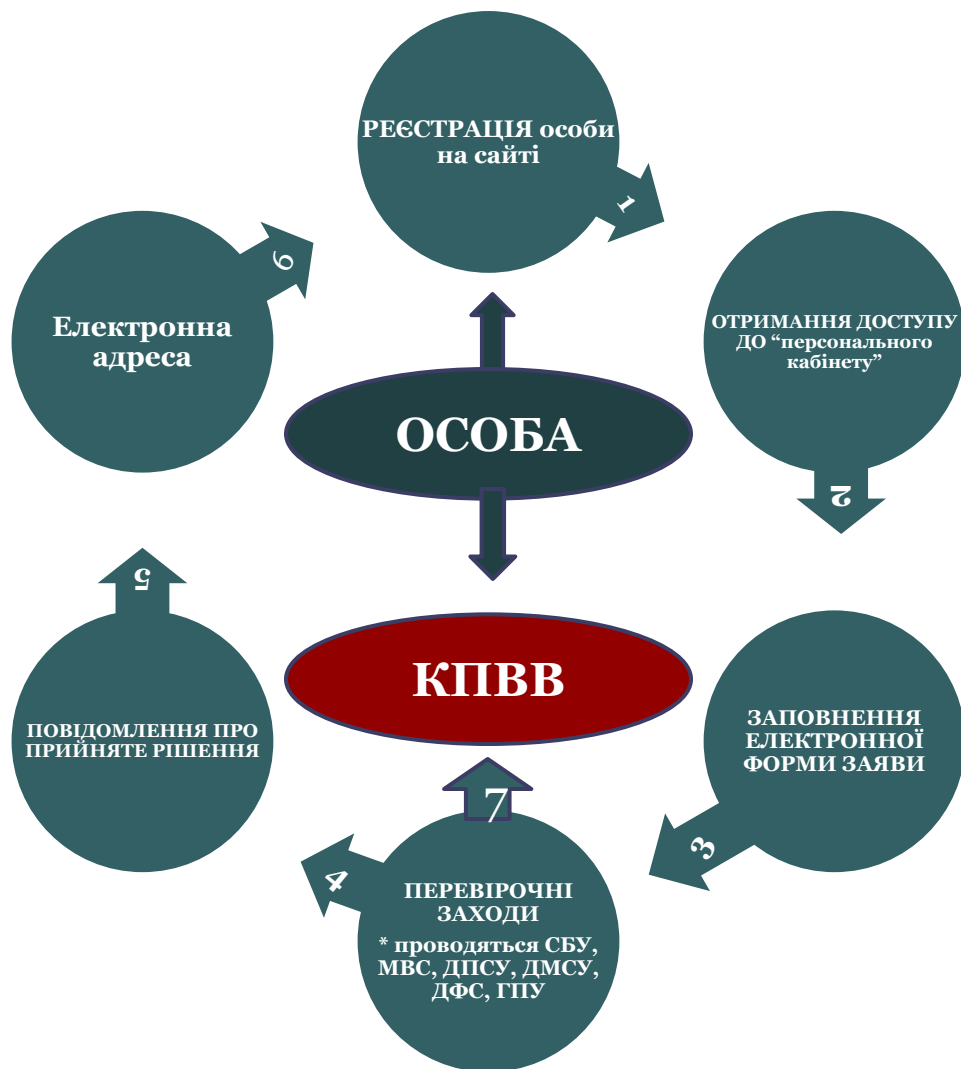 РЕЄСТРАЦІЯ особи
на сайті
1
ОТРИМАННЯ ДОСТУПУ
ДО “персонального
кабінету”
2
ЗАПОВНЕННЯ
ЕЛЕКТРОННОЇ
ФОРМИ ЗАЯВИ
3
ПЕРЕВІРОЧНІ
ЗАХОДИ
* проводяться СБУ,
МВС, ДПСУ, ДМСУ,
ДФС, ГПУ
4
ПОВІДОМЛЕННЯ ПРО
ПРИЙНЯТЕ РІШЕННЯ
5
Електронна
адреса
6
ОСОБА
КПВВ
7